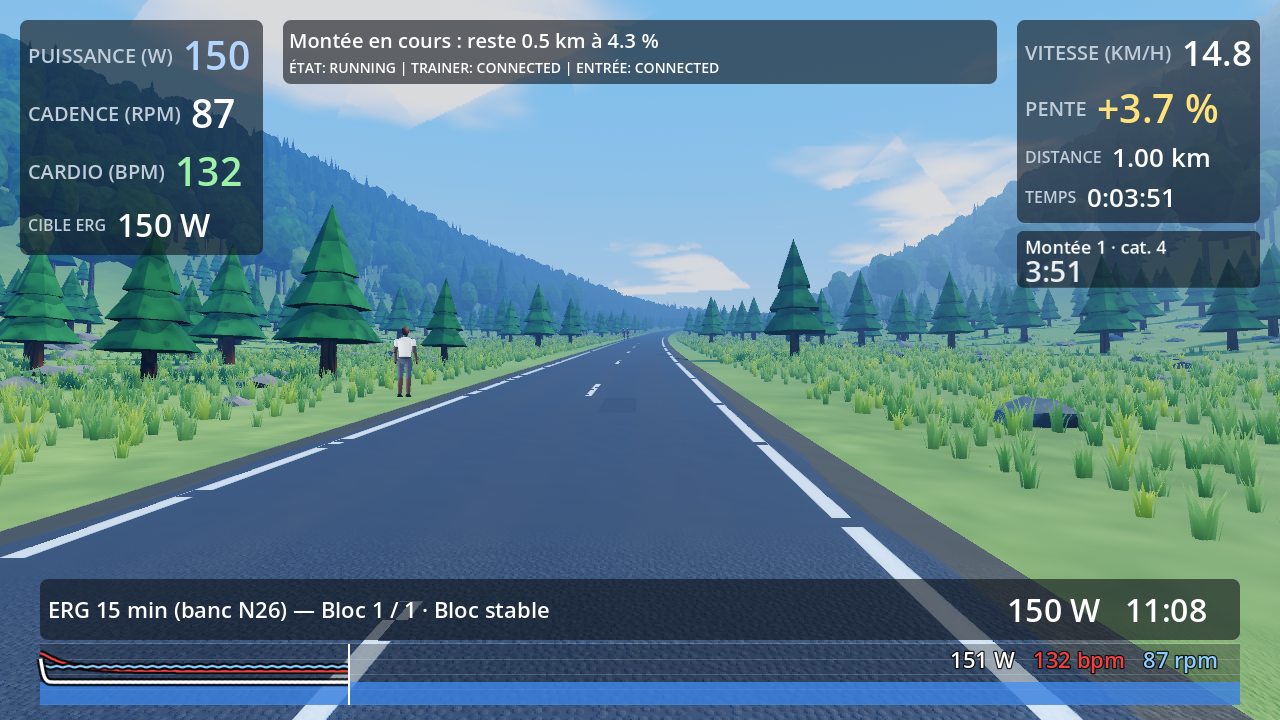 PUISSANCE (W) 150
CADENCE (RPM) 87
CARDIO (BPM) 132
CIBLE ERG 150 W
Montée en cours : reste 0.5 km à 4.3 %
ÉTAT: RUNNING | TRAINER: CONNECTED | ENTRÉE: CONNECTED
VITESSE (KM/H) 14.8
PENTE +3.7 %
DISTANCE 1.00 km
TEMPS 0:03:51
Montée 1 · cat. 4
3:51
ERG 15 min (banc N26) — Bloc 1 / 1 · Bloc stable
150 W 11:08
151 W 132 bpm 87 rpm